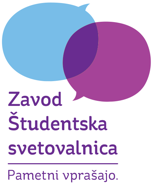 Zavod
Študentska
svetovalnica
Pametni vprašajo.